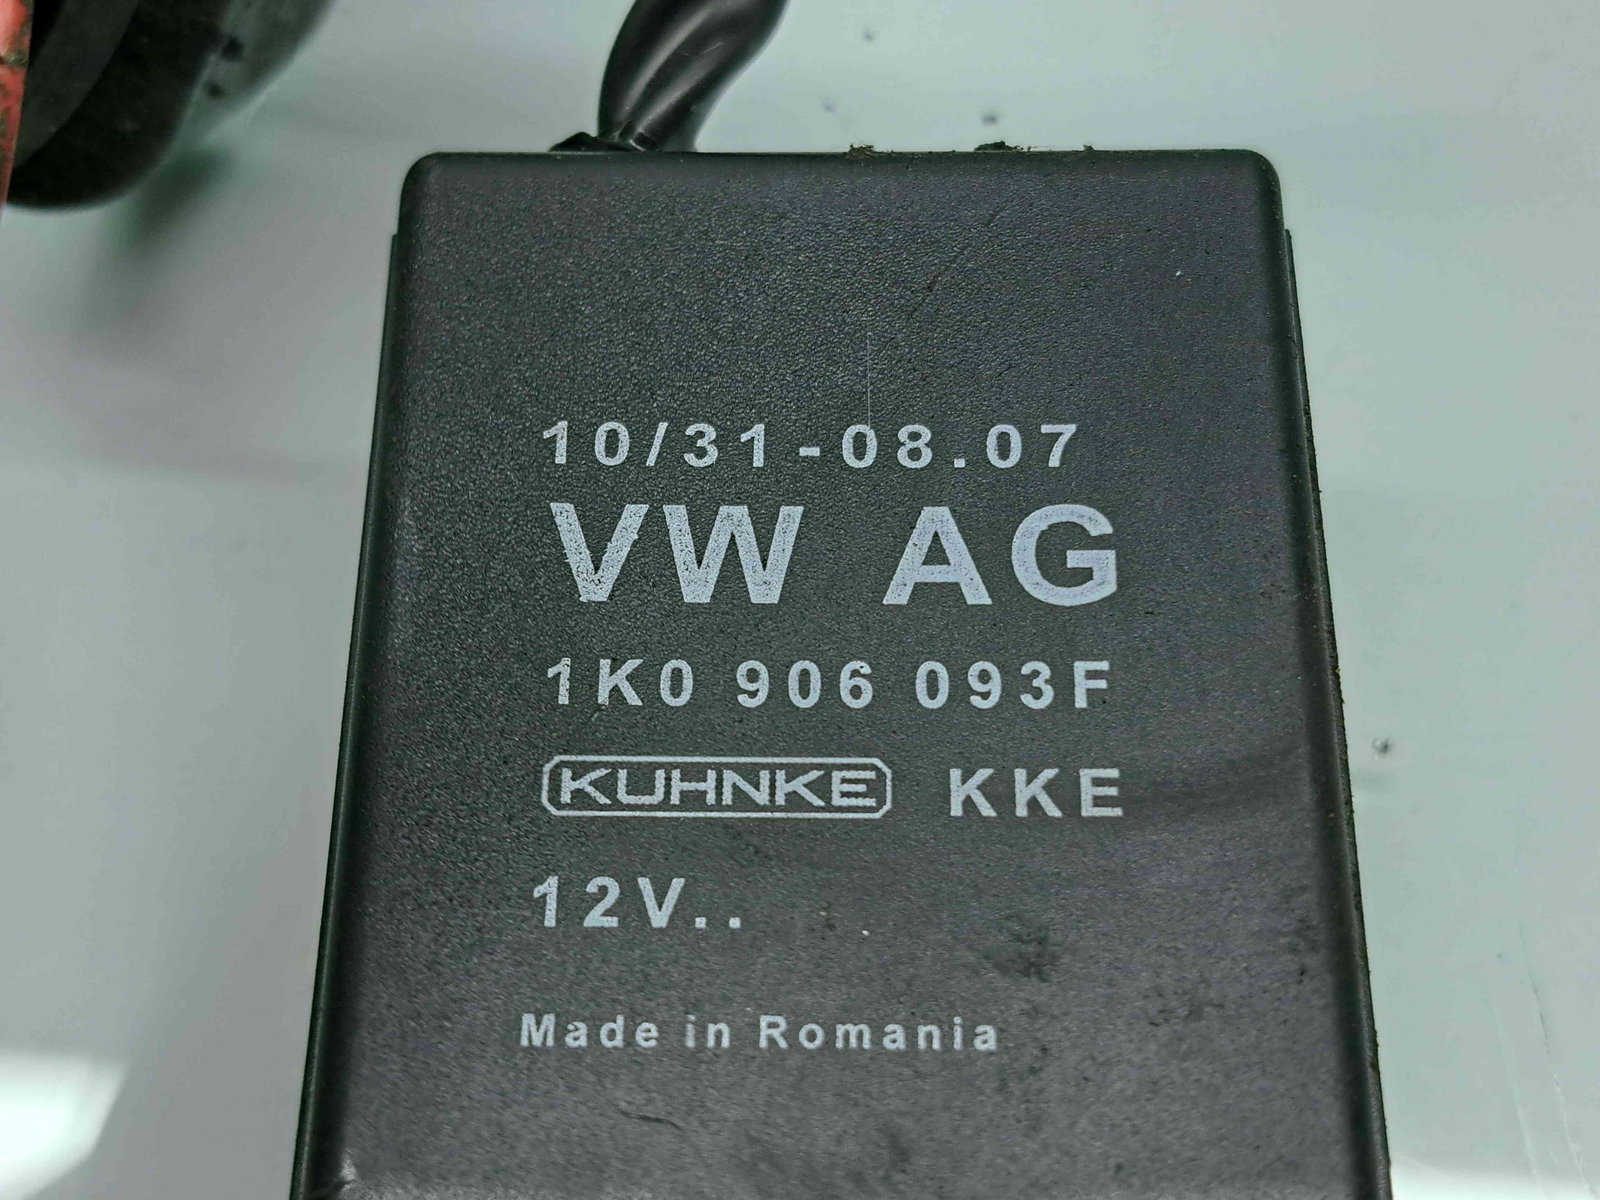 10/31-08.07
VW AG
1K0 906 093F
KUHNKE KKE
12V..
Made in Romania